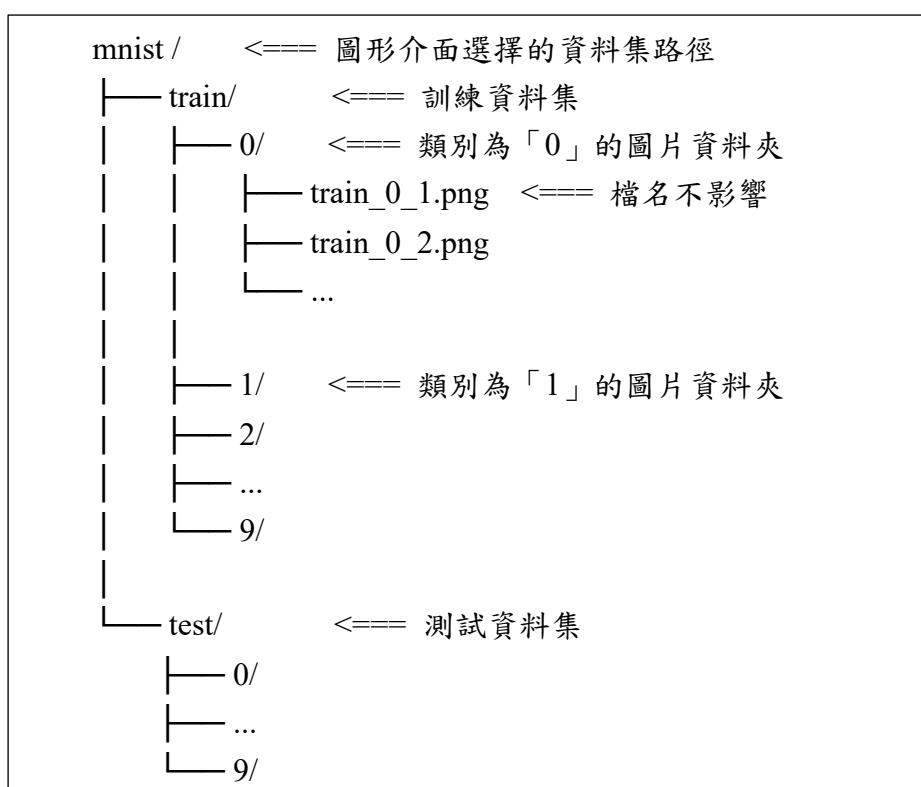 mnist / <=== 圖形介面選擇的資料集路徑
├── train/ <=== 訓練資料集
│ ├── 0/ <=== 類別為「0」的圖片資料夾
│ │ ├── train_0_1.png <=== 檔名不影響
│ │ ├── train_0_2.png
│ │ └── ...
│ │
│ ├── 1/ <=== 類別為「1」的圖片資料夾
│ ├── 2/
│ ├── ...
│ └── 9/
│
└── test/ <=== 測試資料集
├── 0/
├── ...
└── 9/